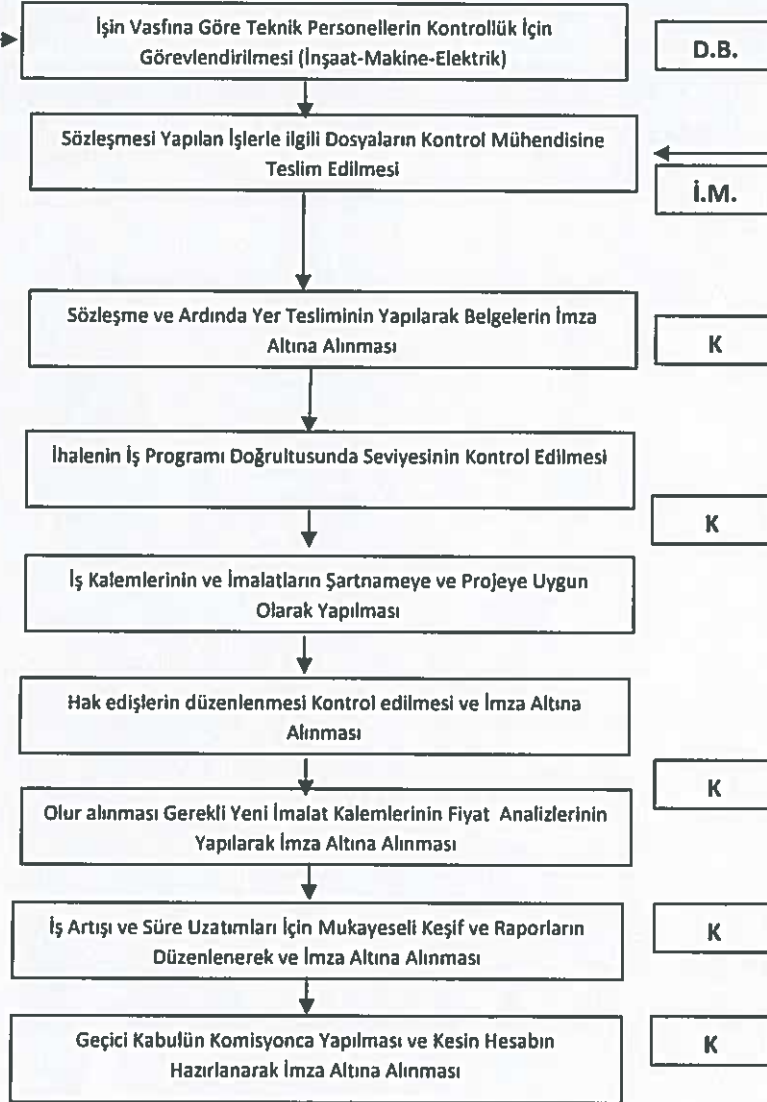 İşin Vasfına Göre Teknik Personellerin Kontrollük İçin
Görevlendirilmesi (İnşaat-Makine-Elektrik)
D.B.
Sözleşmesi Yapılan İşlerle ilgili Dosyaların Kontrol Mühendisine
Teslim Edilmesi
İ.M.
Sözleşme ve Ardında Yer Tesliminin Yapılarak Belgelerin İmza
Altına Alınması
K
İhalenin İş Programı Doğrultusunda Seviyesinin Kontrol Edilmesi
K
İş Kalemlerinin ve İmalatların Şartnameye ve Projeye Uygun
Olarak Yapılması
Hak edişlerin düzenlenmesi Kontrol edilmesi ve İmza Altına
Alınması
K
Olur alınması Gerekli Yeni İmalat Kalemlerinin Fiyat Analizlerinin
Yapılarak İmza Altına Alınması
İş Artışı ve Süre Uzatımları İçin Mukayeseli Keşif ve Raporların
Düzenlenerek ve İmza Altına Alınması
K
Geçici Kabulün Komisyonca Yapılması ve Kesin Hesabın
Hazırlanarak İmza Altına Alınması
K